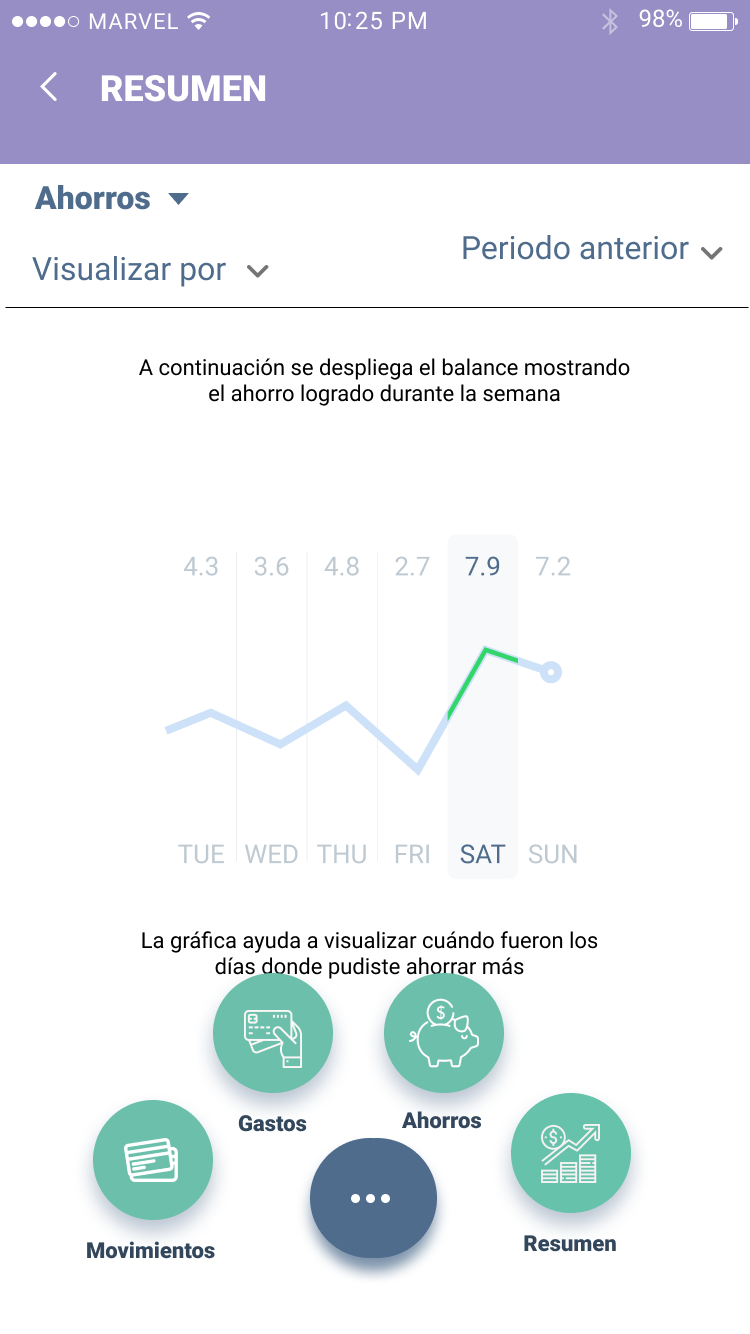 MARVEL 10:25 PM 98%
RESUMEN
Ahorros
Periodo anterior
Visualizar por
A continuación se despliega el balance mostrando
el ahorro logrado durante la semana
4.3 3.6 4.8 2.7 7.9 7.2
TUE WED THU FRI SAT SUN
La gráfica ayuda a visualizar cuándo fueron los
días donde pudiste ahorrar más
$
$
Gastos
Ahorros
Movimientos
Resumen